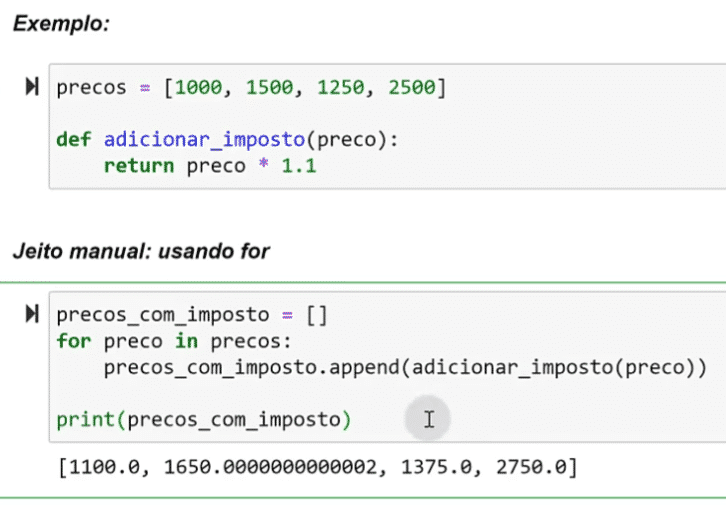 Exemplo:
precos = [1000, 1500, 1250, 2500]
def adicionar_imposto(preco):
    return preco * 1.1
Jeito manual: usando for
precos_com_imposto = []
for preco in precos:
    precos_com_imposto.append(adicionar_imposto(preco))
print(precos_com_imposto)
[1100.0, 1650.0000000000002, 1375.0, 2750.0]